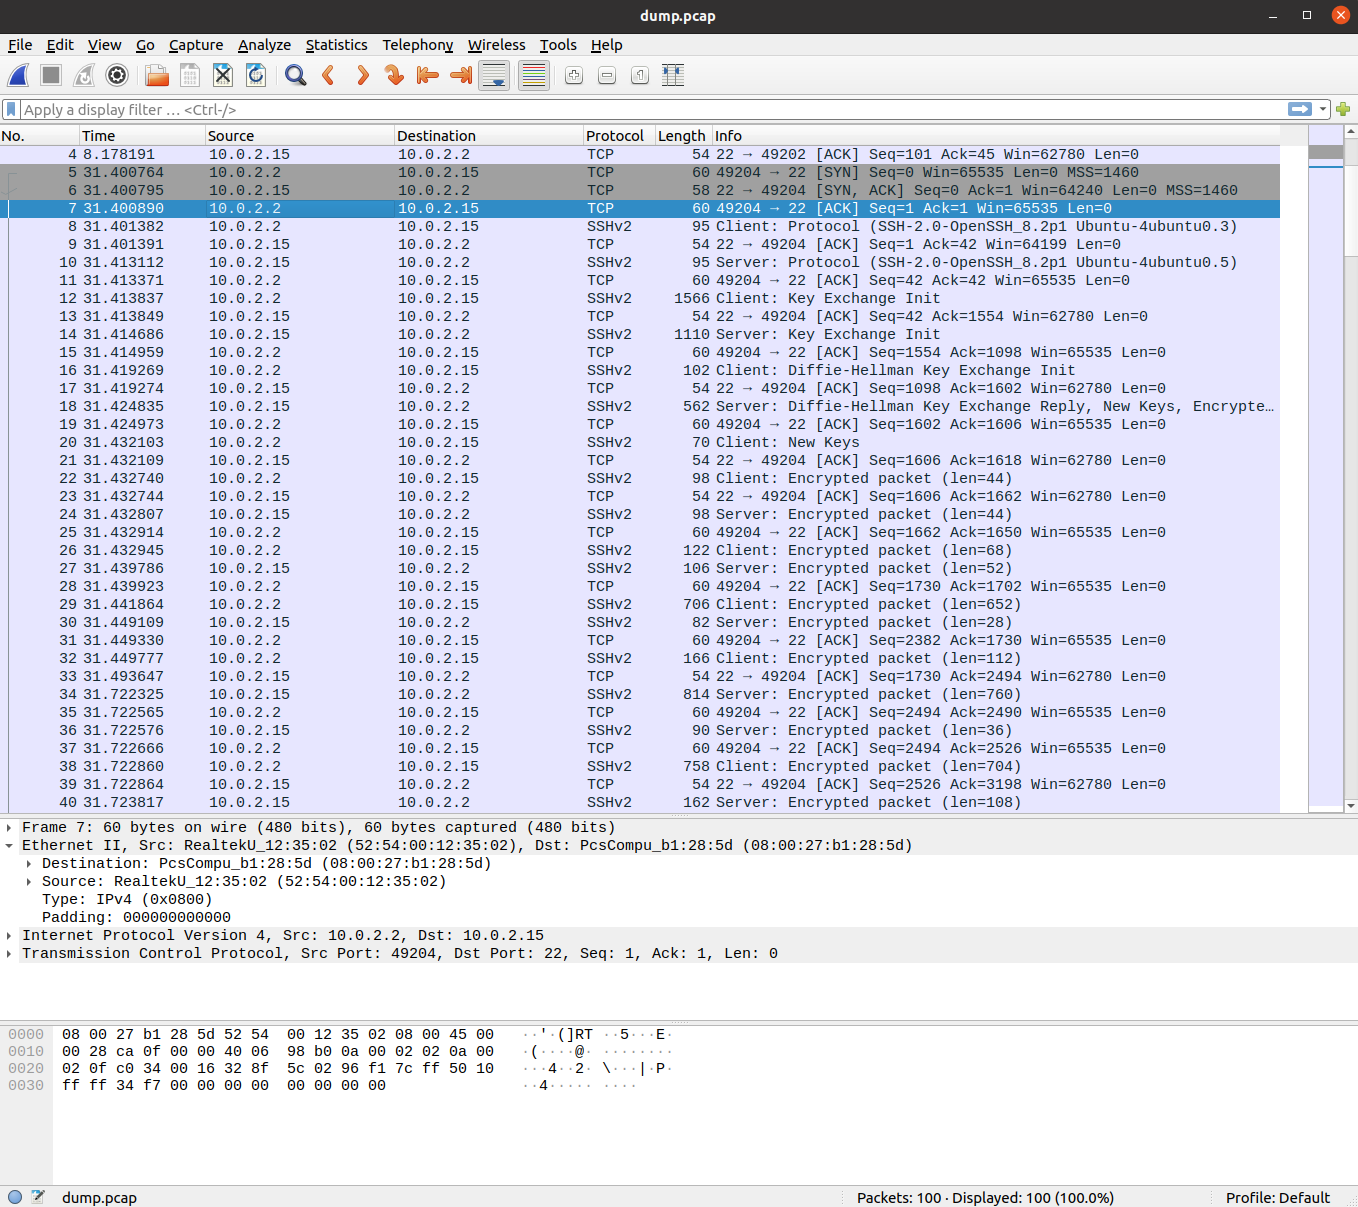 dump.pcap
File Edit View Go Capture Analyze Statistics Telephony Wireless Tools Help
Apply a display filter … <Ctrl-/>
No. Time Source Destination Protocol Length Info
4 8.178191 10.0.2.15 10.0.2.2 TCP 54 22 → 49202 [ACK] Seq=101 Ack=45 Win=62780 Len=0
5 31.400764 10.0.2.2 10.0.2.15 TCP 60 49204 → 22 [SYN] Seq=0 Win=65535 Len=0 MSS=1460
6 31.400795 10.0.2.15 10.0.2.2 TCP 58 22 → 49204 [SYN, ACK] Seq=0 Ack=1 Win=64240 Len=0 MSS=1460
7 31.400890 10.0.2.2 10.0.2.15 TCP 60 49204 → 22 [ACK] Seq=1 Ack=1 Win=65535 Len=0
8 31.401382 10.0.2.2 10.0.2.15 SSHv2 95 Client: Protocol (SSH-2.0-OpenSSH_8.2p1 Ubuntu-4ubuntu0.3)
9 31.401391 10.0.2.15 10.0.2.2 TCP 54 22 → 49204 [ACK] Seq=1 Ack=42 Win=64199 Len=0
10 31.413112 10.0.2.15 10.0.2.2 SSHv2 95 Server: Protocol (SSH-2.0-OpenSSH_8.2p1 Ubuntu-4ubuntu0.5)
11 31.413371 10.0.2.2 10.0.2.15 TCP 60 49204 → 22 [ACK] Seq=42 Ack=42 Win=65535 Len=0
12 31.413837 10.0.2.2 10.0.2.15 SSHv2 1566 Client: Key Exchange Init
13 31.413849 10.0.2.15 10.0.2.2 TCP 54 22 → 49204 [ACK] Seq=42 Ack=1554 Win=62780 Len=0
14 31.414686 10.0.2.15 10.0.2.2 SSHv2 1110 Server: Key Exchange Init
15 31.414959 10.0.2.2 10.0.2.15 TCP 60 49204 → 22 [ACK] Seq=1554 Ack=1098 Win=65535 Len=0
16 31.419269 10.0.2.2 10.0.2.15 SSHv2 102 Client: Diffie-Hellman Key Exchange Init
17 31.419274 10.0.2.15 10.0.2.2 TCP 54 22 → 49204 [ACK] Seq=1098 Ack=1602 Win=62780 Len=0
18 31.424835 10.0.2.15 10.0.2.2 SSHv2 562 Server: Diffie-Hellman Key Exchange Reply, New Keys, Encrypte…
19 31.424973 10.0.2.2 10.0.2.15 TCP 60 49204 → 22 [ACK] Seq=1602 Ack=1606 Win=65535 Len=0
20 31.432103 10.0.2.2 10.0.2.15 SSHv2 70 Client: New Keys
21 31.432109 10.0.2.15 10.0.2.2 TCP 54 22 → 49204 [ACK] Seq=1606 Ack=1618 Win=62780 Len=0
22 31.432740 10.0.2.2 10.0.2.15 SSHv2 98 Client: Encrypted packet (len=44)
23 31.432744 10.0.2.15 10.0.2.2 TCP 54 22 → 49204 [ACK] Seq=1606 Ack=1662 Win=62780 Len=0
24 31.432807 10.0.2.15 10.0.2.2 SSHv2 98 Server: Encrypted packet (len=44)
25 31.432914 10.0.2.2 10.0.2.15 TCP 60 49204 → 22 [ACK] Seq=1662 Ack=1650 Win=65535 Len=0
26 31.432945 10.0.2.2 10.0.2.15 SSHv2 122 Client: Encrypted packet (len=68)
27 31.439786 10.0.2.15 10.0.2.2 SSHv2 106 Server: Encrypted packet (len=52)
28 31.439923 10.0.2.2 10.0.2.15 TCP 60 49204 → 22 [ACK] Seq=1730 Ack=1702 Win=65535 Len=0
29 31.441864 10.0.2.2 10.0.2.15 SSHv2 706 Client: Encrypted packet (len=652)
30 31.449109 10.0.2.15 10.0.2.2 SSHv2 82 Server: Encrypted packet (len=28)
31 31.449330 10.0.2.2 10.0.2.15 TCP 60 49204 → 22 [ACK] Seq=2382 Ack=1730 Win=65535 Len=0
32 31.449777 10.0.2.2 10.0.2.15 SSHv2 166 Client: Encrypted packet (len=112)
33 31.493647 10.0.2.15 10.0.2.2 TCP 54 22 → 49204 [ACK] Seq=1730 Ack=2494 Win=62780 Len=0
34 31.722325 10.0.2.15 10.0.2.2 SSHv2 814 Server: Encrypted packet (len=760)
35 31.722565 10.0.2.2 10.0.2.15 TCP 60 49204 → 22 [ACK] Seq=2494 Ack=2490 Win=65535 Len=0
36 31.722576 10.0.2.15 10.0.2.2 SSHv2 90 Server: Encrypted packet (len=36)
37 31.722666 10.0.2.2 10.0.2.15 TCP 60 49204 → 22 [ACK] Seq=2494 Ack=2526 Win=65535 Len=0
38 31.722860 10.0.2.2 10.0.2.15 SSHv2 758 Client: Encrypted packet (len=704)
39 31.722864 10.0.2.15 10.0.2.2 TCP 54 22 → 49204 [ACK] Seq=2526 Ack=3198 Win=62780 Len=0
40 31.723817 10.0.2.15 10.0.2.2 SSHv2 162 Server: Encrypted packet (len=108)
Frame 7: 60 bytes on wire (480 bits), 60 bytes captured (480 bits)
Ethernet II, Src: RealtekU_12:35:02 (52:54:00:12:35:02), Dst: PcsCompu_b1:28:5d (08:00:27:b1:28:5d)
Destination: PcsCompu_b1:28:5d (08:00:27:b1:28:5d)
Source: RealtekU_12:35:02 (52:54:00:12:35:02)
Type: IPv4 (0x0800)
Padding: 000000000000
Internet Protocol Version 4, Src: 10.0.2.2, Dst: 10.0.2.15
Transmission Control Protocol, Src Port: 49204, Dst Port: 22, Seq: 1, Ack: 1, Len: 0
0000 08 00 27 b1 28 5d 52 54 00 12 35 02 08 00 45 00 ··'·(]RT ··5···E·
0010 00 28 ca 0f 00 00 40 06 98 b0 0a 00 02 02 0a 00 ·(····@· ········
0020 02 0f c0 34 00 16 32 8f 5c 02 96 f1 7c ff 50 10 ···4··2· \···|·P·
0030 ff ff 34 f7 00 00 00 00 00 00 00 00 ··4····· ····
dump.pcap Packets: 100 · Displayed: 100 (100.0%) Profile: Default